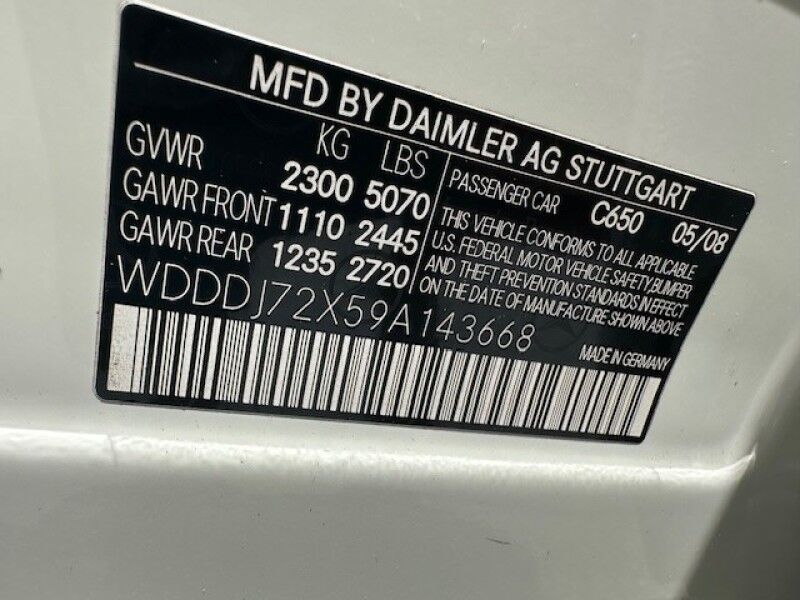 MFD BY DAIMLER AG STUTTGART
KG LBS
GVWR 2300 5070
GAWR FRONT 1110 2445
GAWR REAR 1235 2720
PASSENGER CAR C650 05/08
THIS VEHICLE CONFORMS TO ALL APPLICABLE
U.S. FEDERAL MOTOR VEHICLE SAFETY,BUMPER
AND THEFT PREVENTION STANDARDS IN EFFECT
ON THE DATE OF MANUFACTURE SHOWN ABOVE
WDDDJ72X59A143668
MADE IN GERMANY